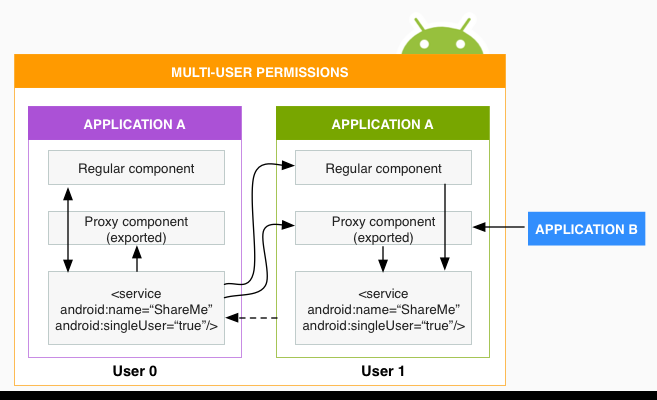 MULTI-USER PERMISSIONS
APPLICATION A
Regular component
Proxy component
(exported)
<service
android:name=“ShareMe”
android:singleUser=“true”/>
User 0
APPLICATION A
Regular component
Proxy component
(exported)
<service
android:name=“ShareMe”
android:singleUser=“true”/>
User 1
APPLICATION B